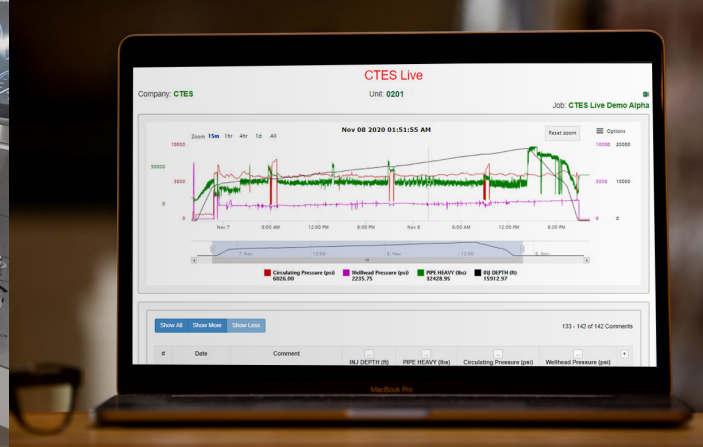 CTES Live
Company: CTES
Unit: 0201
Job: CTES Live Demo Alpha
Zoom 15m 1hr 4hr 1d All
Nov 08 2020 01:51:55 AM
Reset zoom
Options
10000
10000 20000
50000
5000
5000 10000
0
0
0 0
Nov 7 6:00 AM 12:00 PM 6:00 PM Nov 8 6:00 AM 12:00 PM 6:00 PM
7. Nov 12:00 8. Nov 12:00 9. Nov
Circulating Pressure (psi) Wellhead Pressure (psi) PIPE HEAVY (lbs) INJ DEPTH (ft)
6026.00 2235.75 32428.95 15912.97
Show All Show More Show Less
133 - 142 of 142 Comments
# Date Comment INJ DEPTH (ft) PIPE HEAVY (lbs) Circulating Pressure (psi) Wellhead Pressure (psi)
MacBook Pro